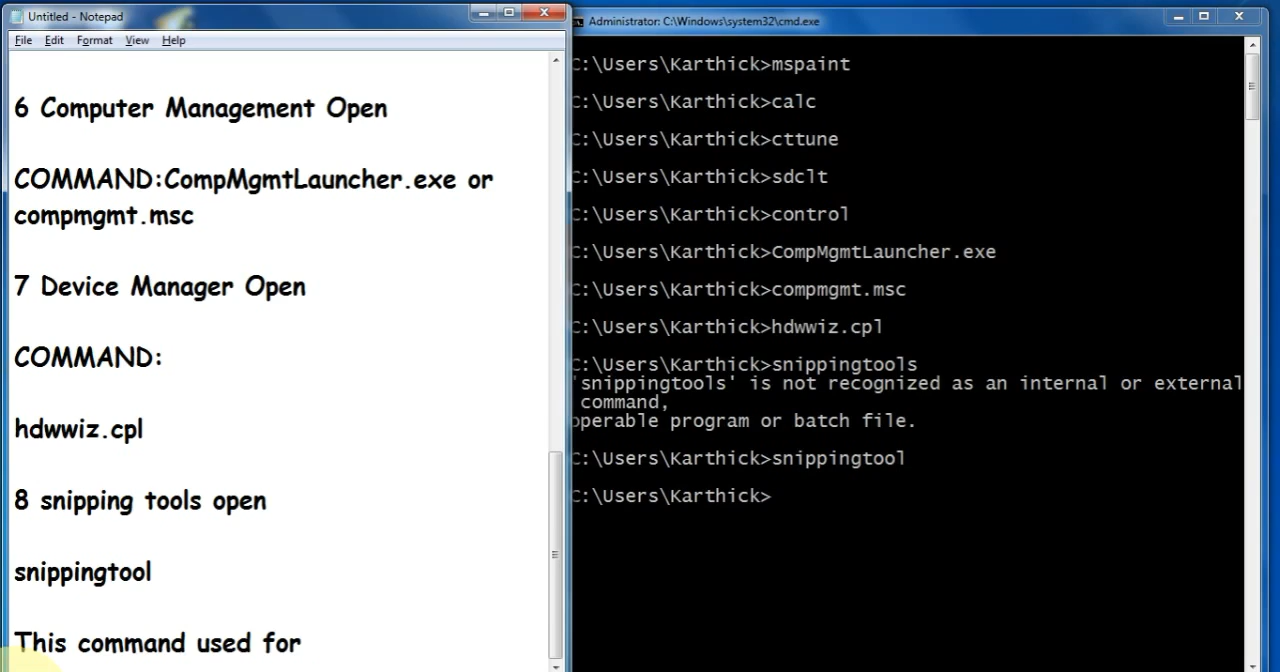 Untitled - Notepad
File Edit Format View Help
6 Computer Management Open
COMMAND:CompMgmtLauncher.exe or
compmgmt.msc
7 Device Manager Open
COMMAND:
hdwwiz.cpl
8 snipping tools open
snippingtool
This command used for
Administrator: C:\Windows\system32\cmd.exe
C:\Users\Karthick>mspaint
C:\Users\Karthick>calc
C:\Users\Karthick>cttune
C:\Users\Karthick>sdclt
C:\Users\Karthick>control
C:\Users\Karthick>CompMgmtLauncher.exe
C:\Users\Karthick>compmgmt.msc
C:\Users\Karthick>hdwwiz.cpl
C:\Users\Karthick>snippingtools
'snippingtools' is not recognized as an internal or external
command,
operable program or batch file.
C:\Users\Karthick>snippingtool
C:\Users\Karthick>